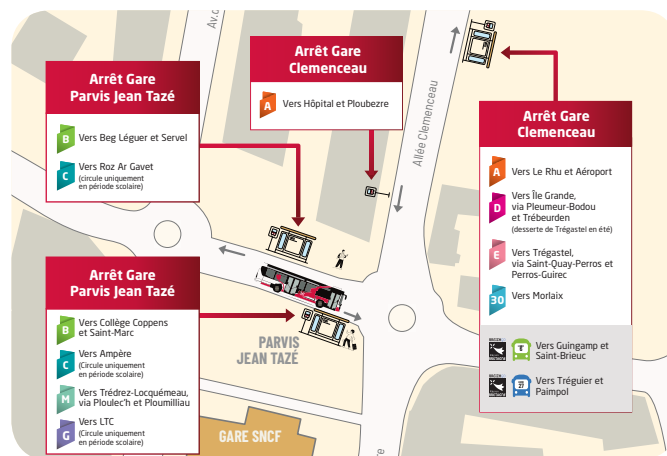 Av.
Arrêt Gare
Parvis Jean Tazé
B
Vers Beg Léguer et Servel
C
Vers Roz Ar Gavet
(circule uniquement
en période scolaire)
Arrêt Gare
Clemenceau
A
Vers Hôpital et Ploubezre
Allée Clemenceau
Arrêt Gare
Clemenceau
A
Vers Le Rhu et Aéroport
D
Vers Île Grande,
via Pleumeur-Bodou
et Trébeurden
(desserte de Trégastel en été)
E
Vers Trégastel,
via Saint-Quay-Perros et
Perros-Guirec
30
Vers Morlaix
T
Vers Guingamp et
Saint-Brieuc
27
Vers Tréguier et
Paimpol
Arrêt Gare
Parvis Jean Tazé
B
Vers Collège Coppens
et Saint-Marc
C
Vers Ampère
(Circule uniquement
en période scolaire)
M
Vers Trédrez-Locquémeau,
via Ploulec'h et Ploumilliau
G
Vers LTC
(Circule uniquement
en période scolaire)
PARVIS
JEAN TAZÉ
GARE SNCF